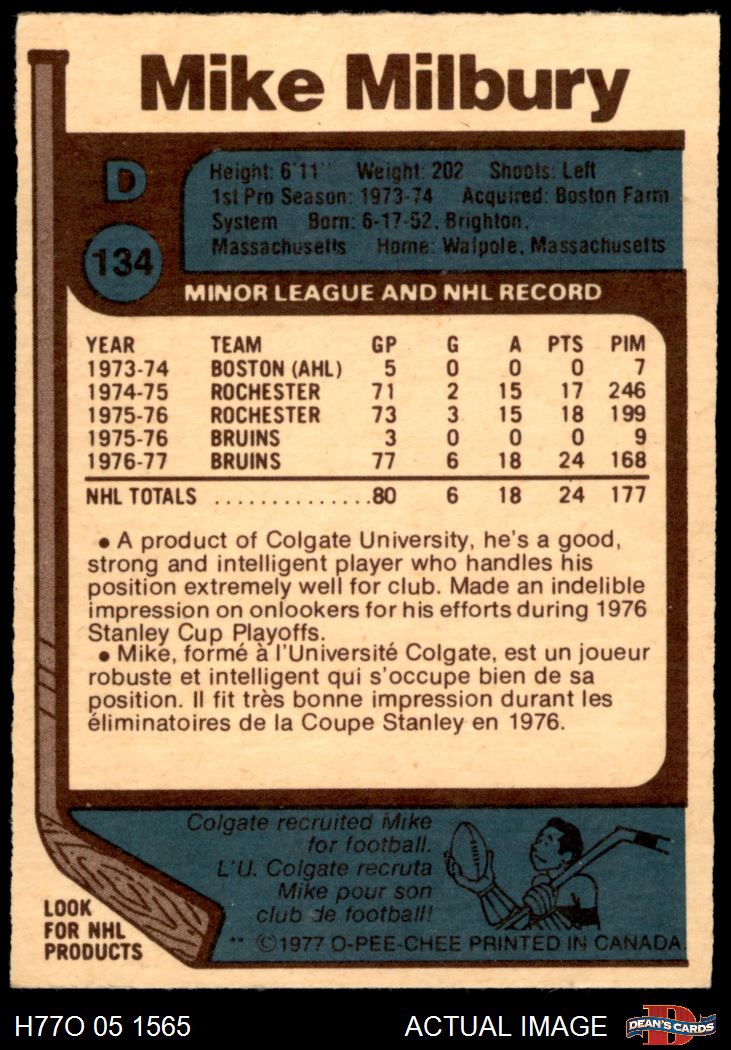 Mike Milbury
D
134
Height: 6'11" Weight: 202 Shoots: Left
1st Pro Season: 1973-74 Acquired: Boston Farm
System Born: 6-17-52, Brighton,
Massachusetts Home: Walpole, Massachusetts
MINOR LEAGUE AND NHL RECORD
YEAR TEAM GP G A PTS PIM
1973-74 BOSTON (AHL) 5 0 0 0 7
1974-75 ROCHESTER 71 2 15 17 246
1975-76 ROCHESTER 73 3 15 18 199
1975-76 BRUINS 3 0 0 0 9
1976-77 BRUINS 77 6 18 24 168
NHL TOTALS ..............80 6 18 24 177
• A product of Colgate University, he's a good,
strong and intelligent player who handles his
position extremely well for club. Made an indelible
impression on onlookers for his efforts during 1976
Stanley Cup Playoffs.
• Mike, formé à l'Université Colgate, est un joueur
robuste et intelligent qui s'occupe bien de sa
position. Il fit très bonne impression durant les
éliminatoires de la Coupe Stanley en 1976.
Colgate recruited Mike
for football.
L'U. Colgate recruta
Mike pour son
club de football!
LOOK
FOR NHL
PRODUCTS
** ©1977 O-PEE-CHEE PRINTED IN CANADA.
H77O 05 1565
ACTUAL IMAGE
D
DEAN'S CARDS